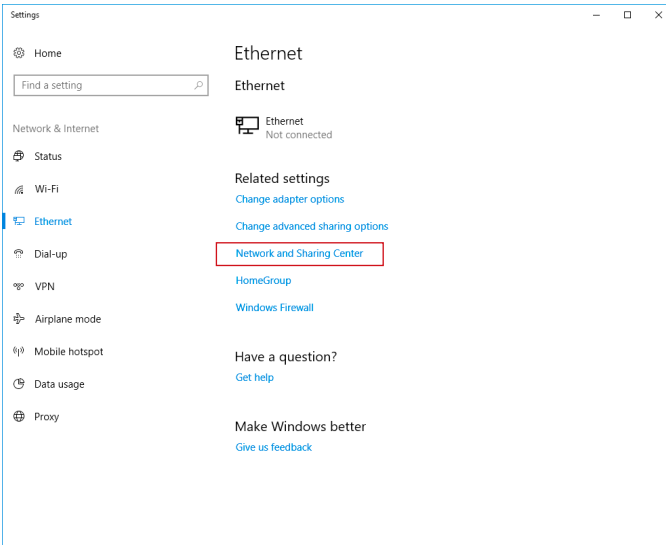 Settings
Home
Find a setting
Network & Internet
Status
Wi-Fi
Ethernet
Dial-up
VPN
Airplane mode
Mobile hotspot
Data usage
Proxy
Ethernet
Ethernet
Ethernet
Not connected
Related settings
Change adapter options
Change advanced sharing options
Network and Sharing Center
HomeGroup
Windows Firewall
Have a question?
Get help
Make Windows better
Give us feedback